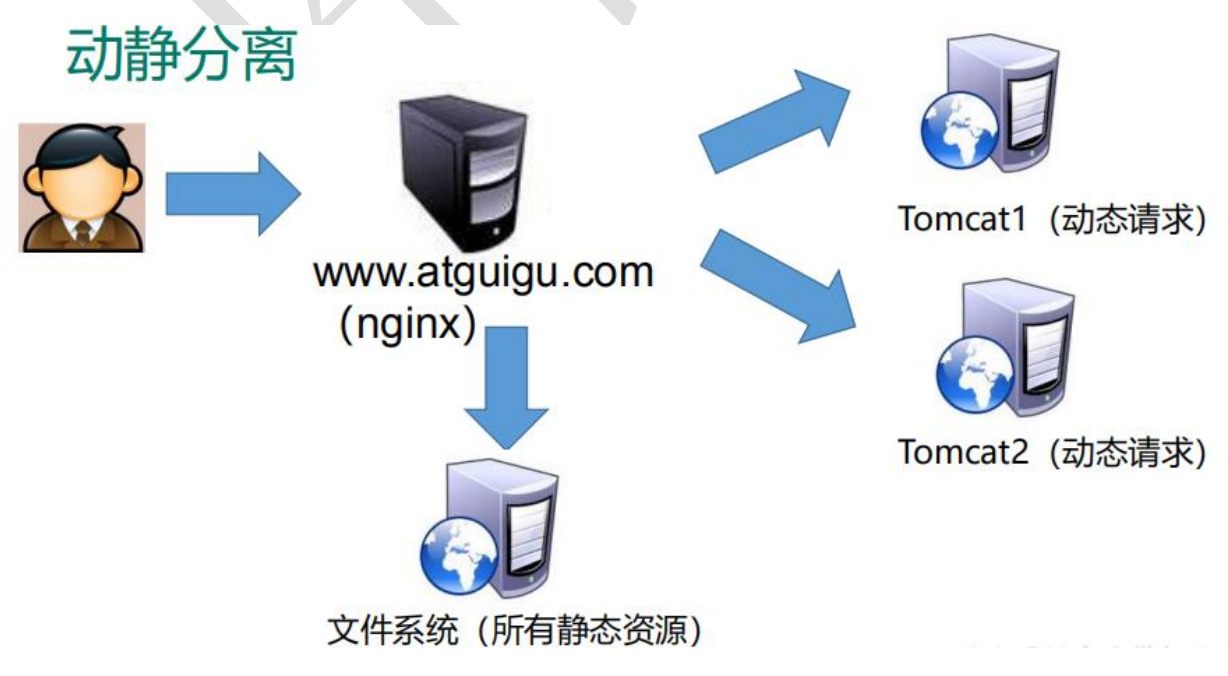 动静分离
www.atguigu.com
（nginx）
Tomcat1（动态请求）
Tomcat2（动态请求）
文件系统（所有静态资源）